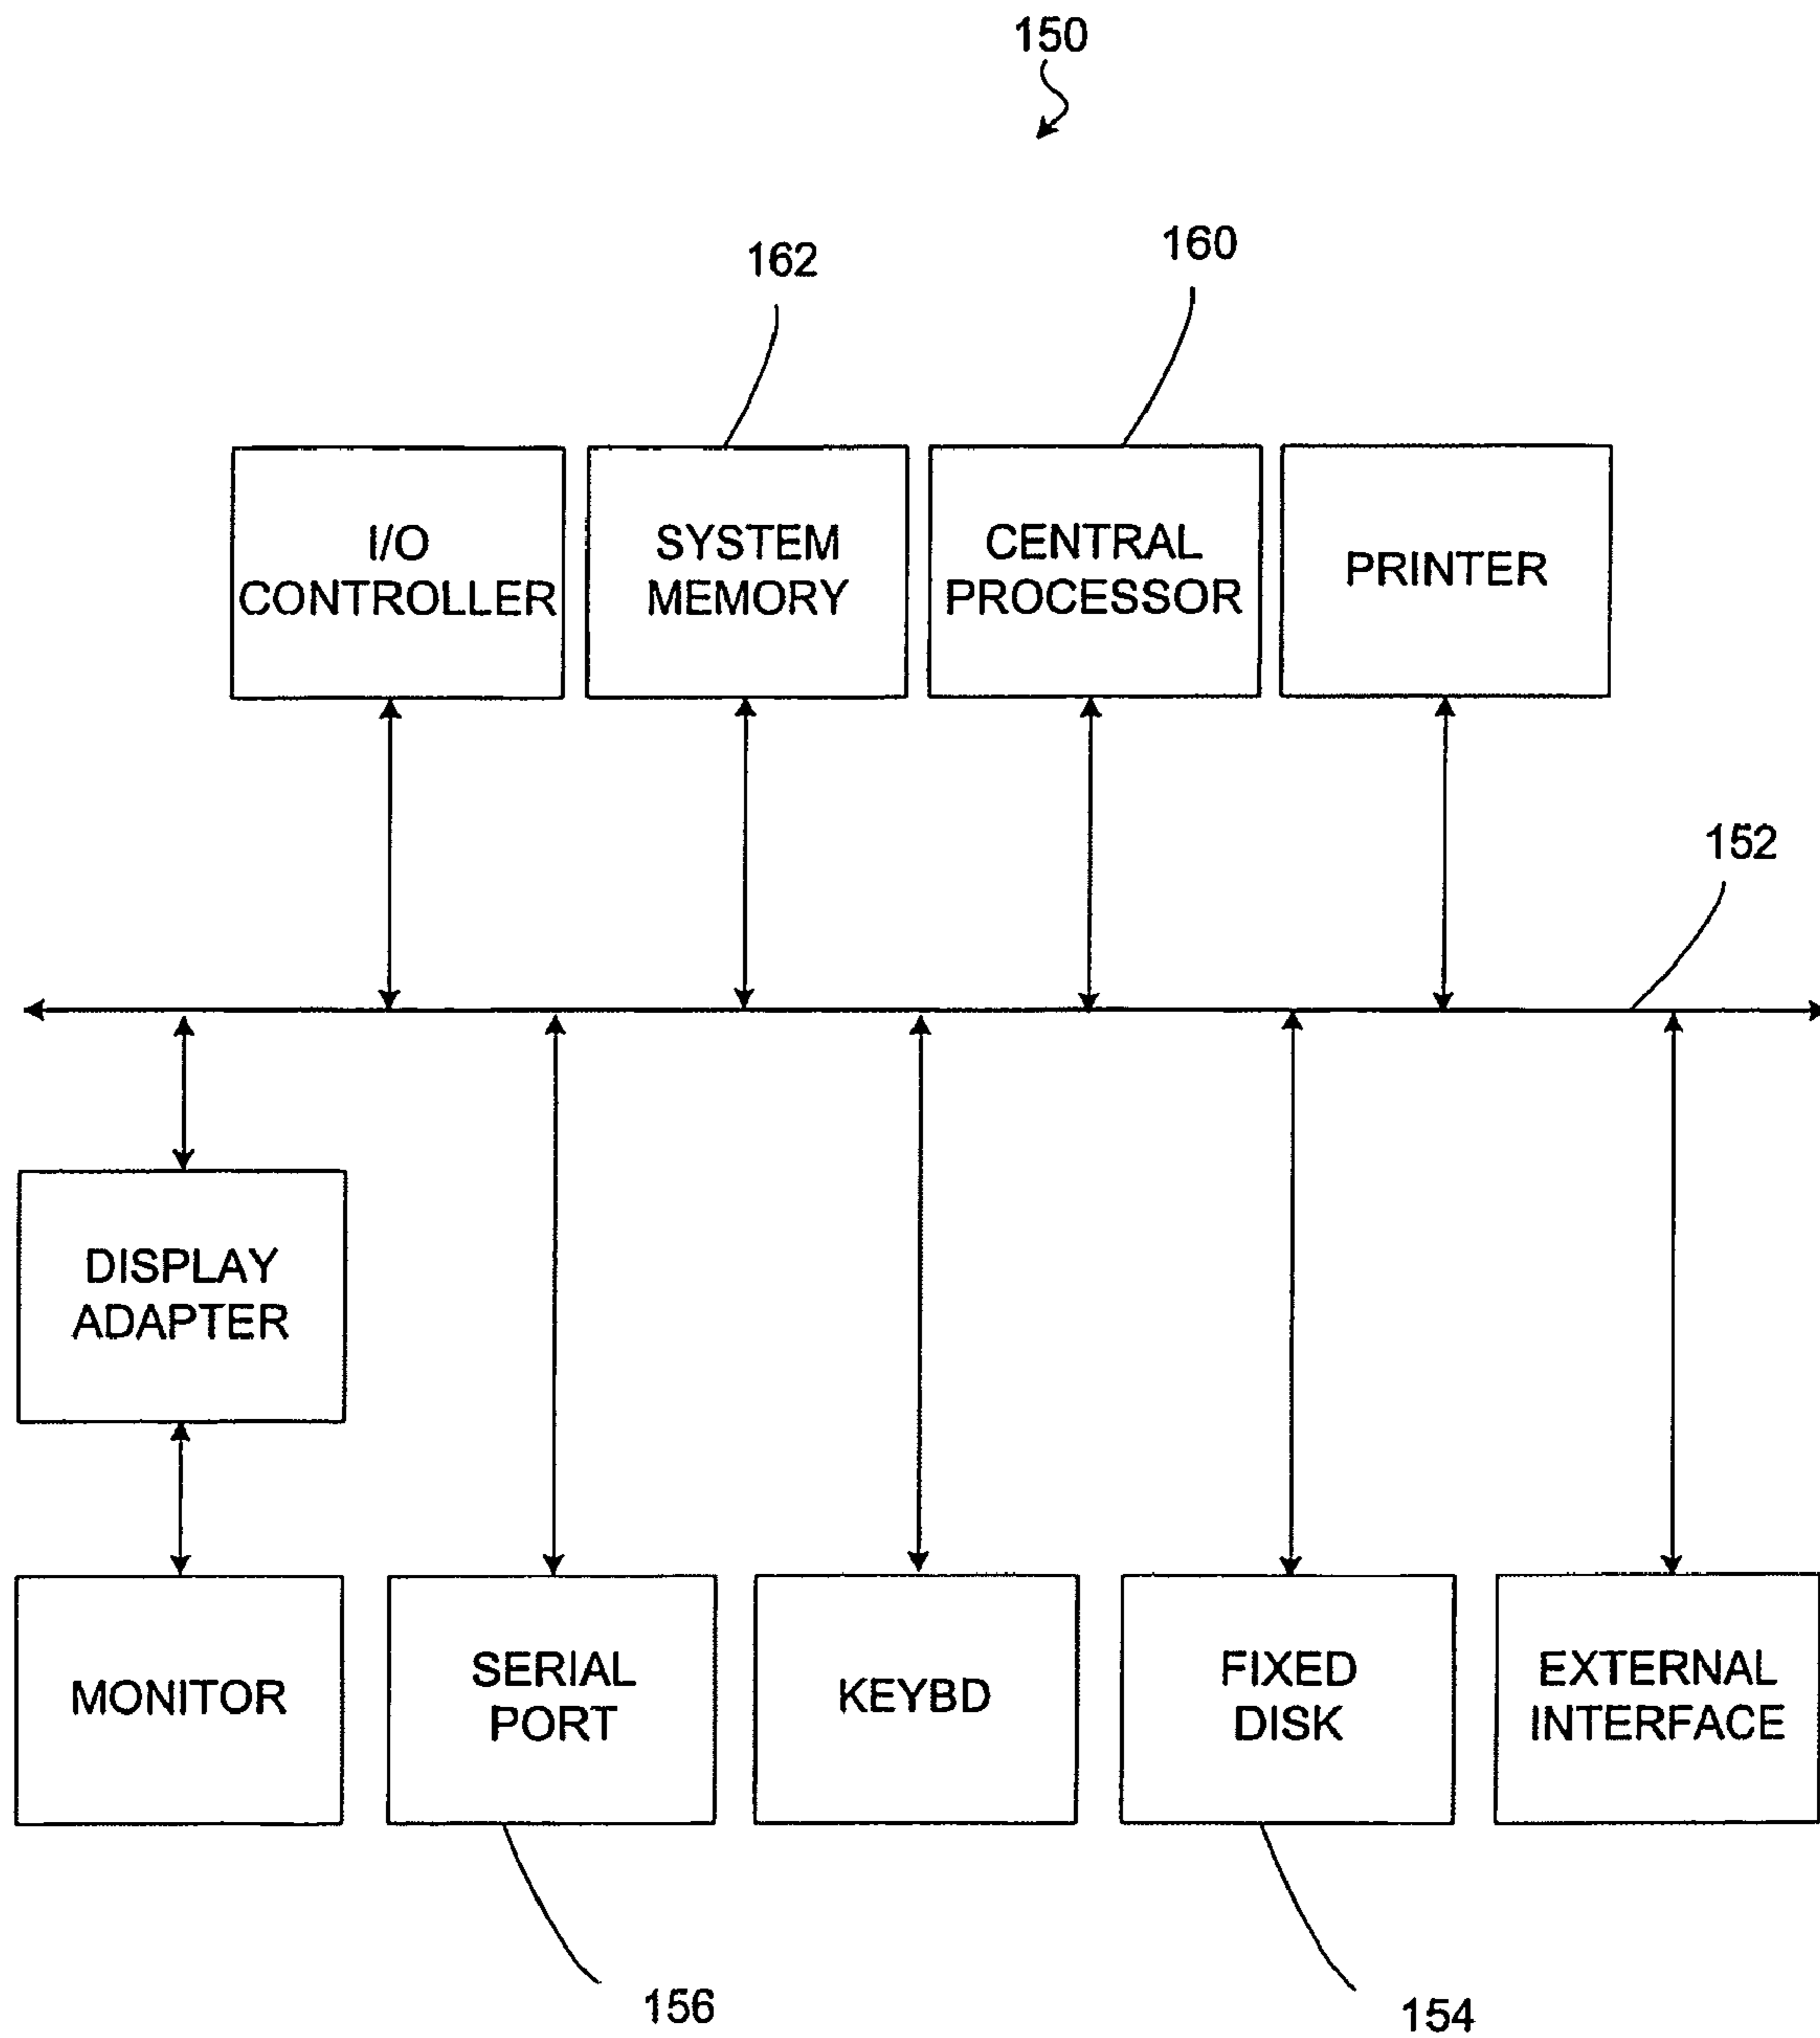 150
162
160
I/O
CONTROLLER
SYSTEM
MEMORY
CENTRAL
PROCESSOR
PRINTER
152
DISPLAY
ADAPTER
MONITOR
SERIAL
PORT
KEYBD
FIXED
DISK
EXTERNAL
INTERFACE
156
154